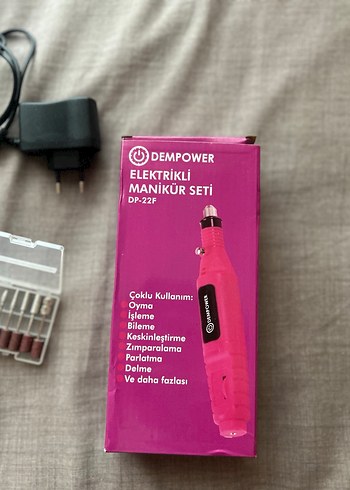 DEMPOWER
ELEKTRİKLİ
MANİKÜR SETİ
DP-22F
Çoklu Kullanım:
Oyma
İşleme
Bileme
Keskinleştirme
Zımparalama
Parlatma
Delme
Ve daha fazlası
DEMPOWER